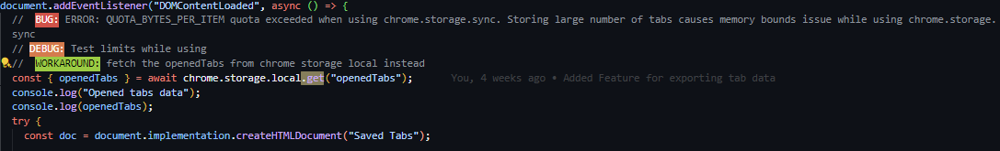 document.addEventListener("DOMContentLoaded", async () => {
// BUG: ERROR: QUOTA_BYTES_PER_ITEM quota exceeded when using chrome.storage.sync. Storing large number of tabs causes memory bounds issue while using chrome.storage.
sync
// DEBUG: Test limits while using
// WORKAROUND: fetch the openedTabs from chrome storage local instead
const { openedTabs } = await chrome.storage.local.get("openedTabs"); You, 4 weeks ago • Added Feature for exporting tab data
console.log("Opened tabs data");
console.log(openedTabs);
try {
const doc = document.implementation.createHTMLDocument("Saved Tabs");